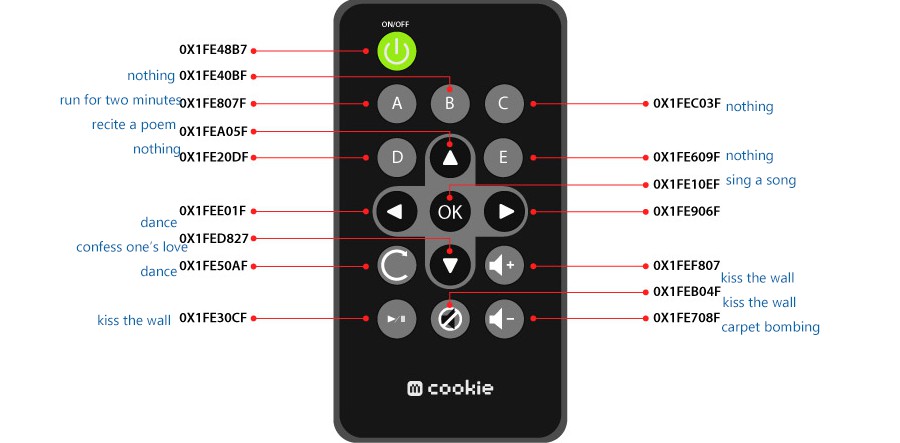 ON/OFF
0X1FE48B7
nothing 0X1FE40BF
run for two minutes 0X1FE807F A B C 0X1FEC03F nothing
recite a poem 0X1FEA05F
nothing 0X1FE20DF D E 0X1FE609F nothing
0X1FE10EF sing a song
0X1FEE01F OK 0X1FE906F
dance
confess one's love 0X1FED827
dance 0X1FE50AF + 0X1FEF807 kiss the wall
0X1FEB04F kiss the wall
kiss the wall 0X1FE30CF - 0X1FE708F carpet bombing
m cookie